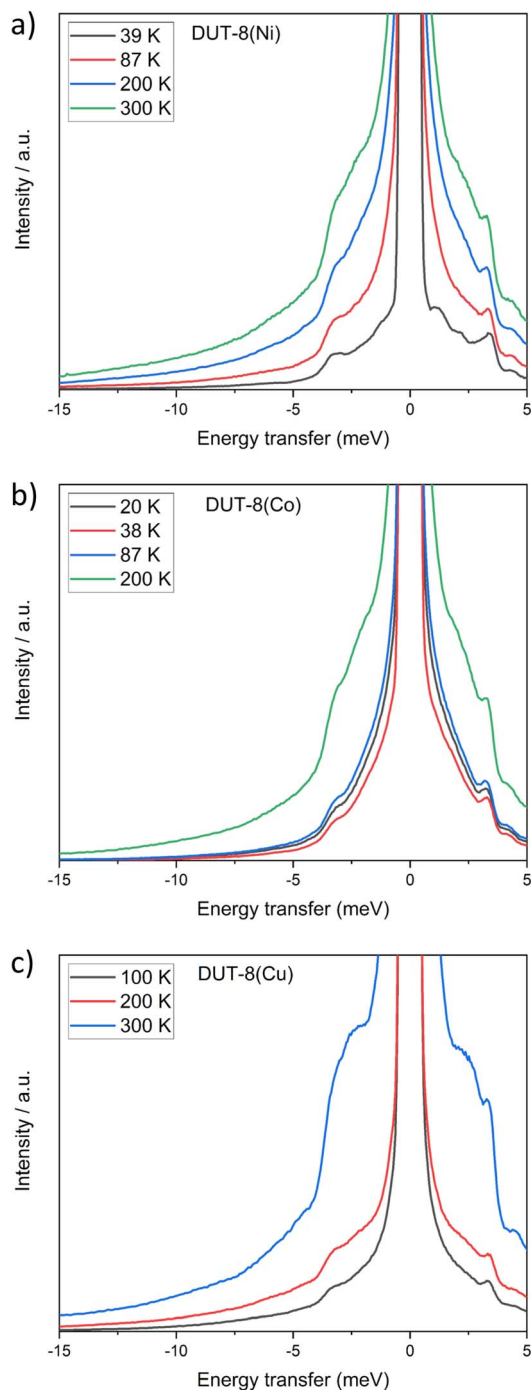 a)
DUT-8(Ni)
39 K
87 K
200 K
300 K
Intensity / a.u.
-15 -10 -5 0 5
Energy transfer (meV)
b)
DUT-8(Co)
20 K
38 K
87 K
200 K
Intensity / a.u.
-15 -10 -5 0 5
Energy transfer (meV)
c)
DUT-8(Cu)
100 K
200 K
300 K
Intensity / a.u.
-15 -10 -5 0 5
Energy transfer (meV)